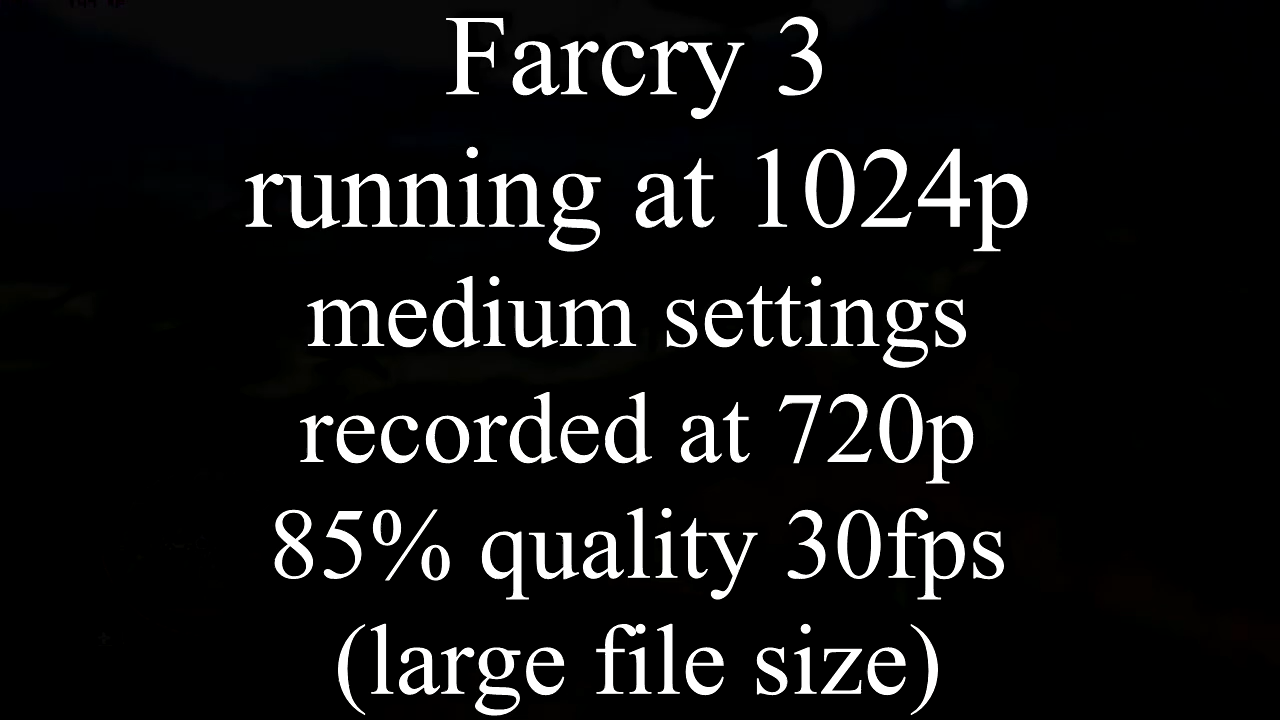 Farcry 3
running at 1024p
medium settings
recorded at 720p
85% quality 30fps
(large file size)